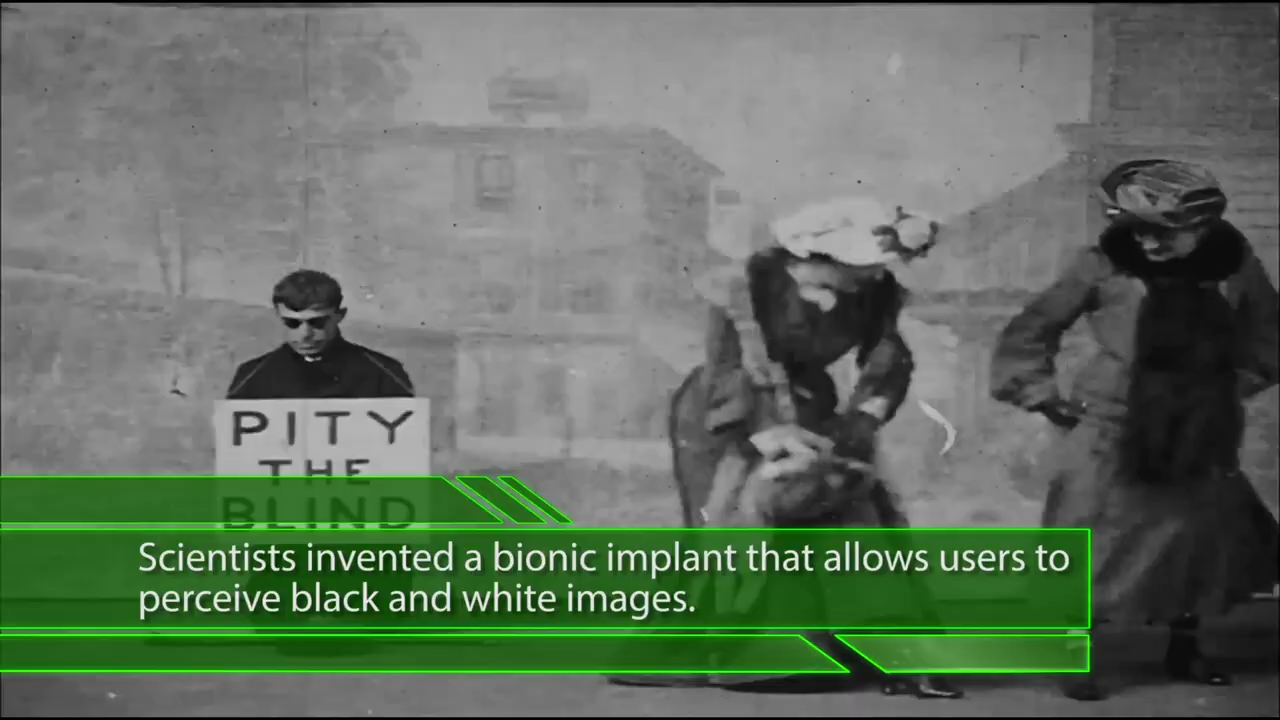 PITY
THE
BLIND
Scientists invented a bionic implant that allows users to
perceive black and white images.